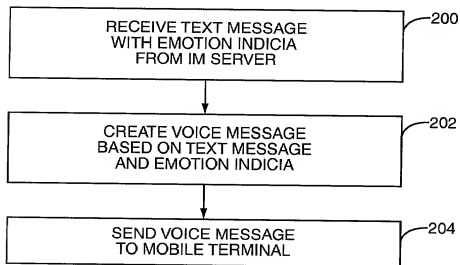 RECEIVE TEXT MESSAGE
WITH EMOTION INDICIA
FROM IM SERVER
200
CREATE VOICE MESSAGE
BASED ON TEXT MESSAGE
AND EMOTION INDICIA
202
SEND VOICE MESSAGE
TO MOBILE TERMINAL
204